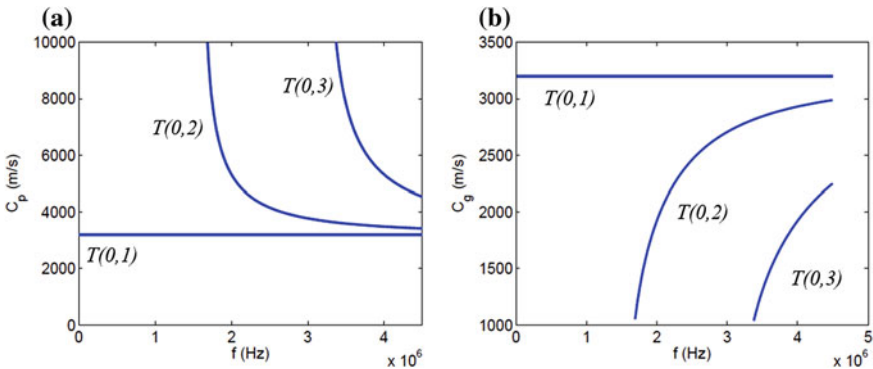 (a)
10000
8000
6000
4000
2000
0
C_p (m/s)
T(0,1)
T(0,2)
T(0,3)
0 1 2 3 4
f (Hz)
x 10^6
(b)
3500
3000
2500
2000
1500
1000
C_g (m/s)
T(0,1)
T(0,2)
T(0,3)
0 1 2 3 4 5
f (Hz)
x 10^6